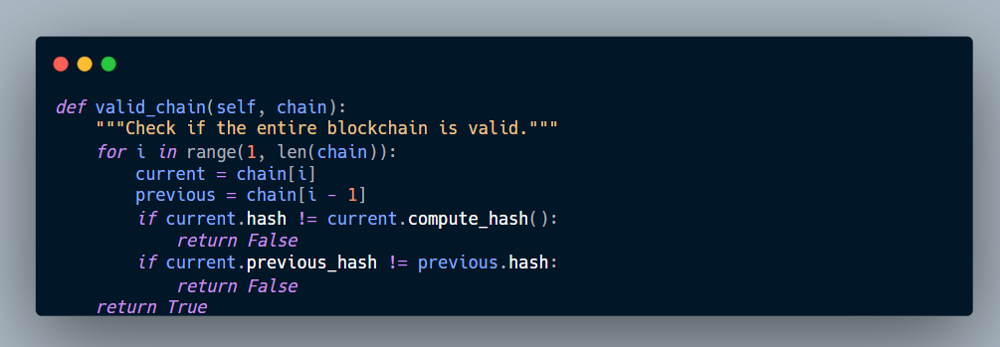 def valid_chain(self, chain):
    """Check if the entire blockchain is valid."""
    for i in range(1, len(chain)):
        current = chain[i]
        previous = chain[i - 1]
        if current.hash != current.compute_hash():
            return False
        if current.previous_hash != previous.hash:
            return False
    return True